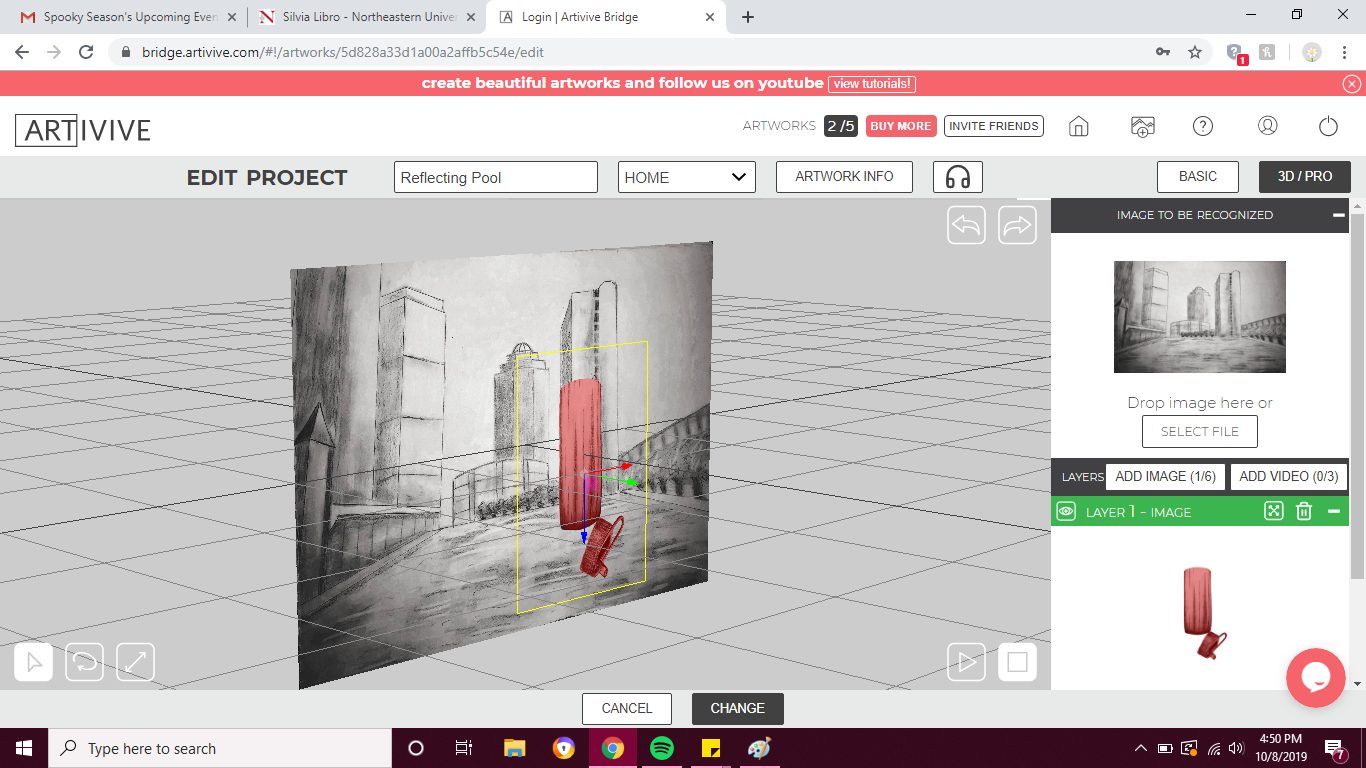 Spooky Season's Upcoming Even
Silvia Libro - Northeastern Univer
Login | Artivive Bridge
bridge.artivive.com/#!/artworks/5d828a33d1a00a2affb5c54e/edit
1
create beautiful artworks and follow us on youtube view tutorials!
ARTIVIVE
ARTWORKS 2 /5 BUY MORE INVITE FRIENDS
?
EDIT PROJECT Reflecting Pool HOME ARTWORK INFO BASIC 3D / PRO
IMAGE TO BE RECOGNIZED
Drop image here or
SELECT FILE
LAYERS ADD IMAGE (1/6) ADD VIDEO (0/3)
LAYER 1 - IMAGE
CANCEL CHANGE
Type here to search
4:50 PM
10/8/2019
7